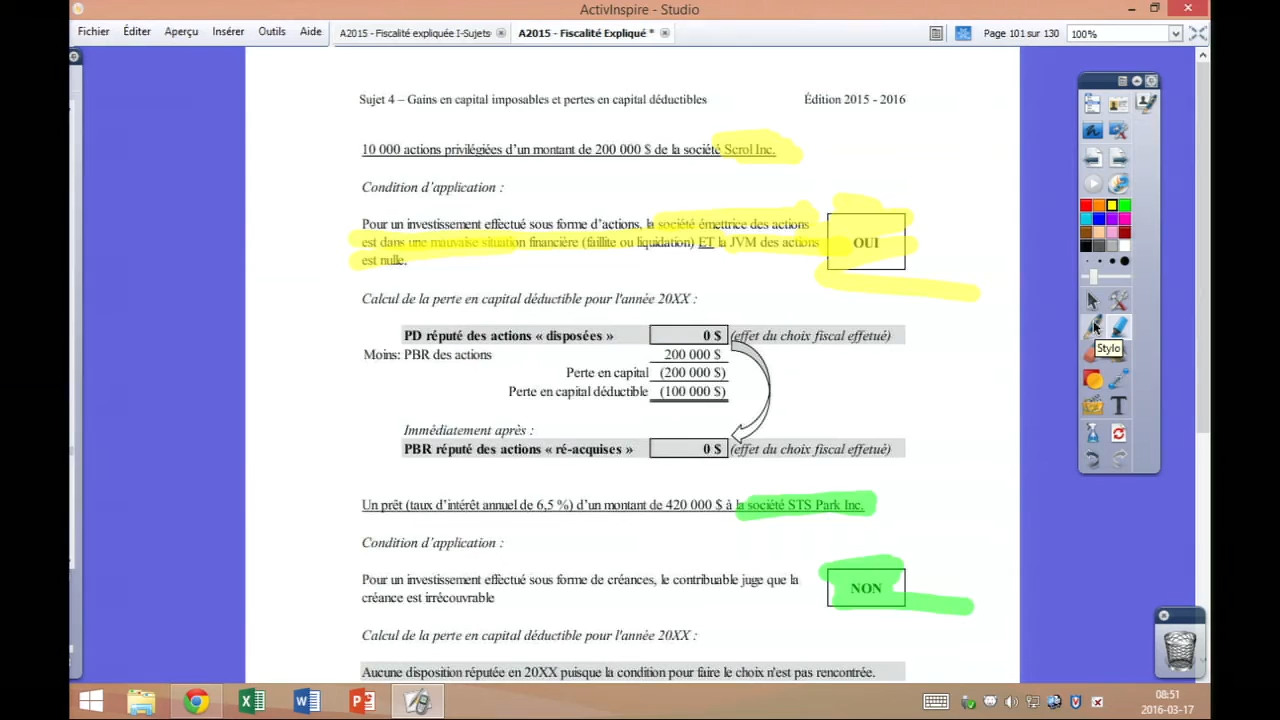 ActivInspire - Studio
Fichier Éditer Aperçu Insérer Outils Aide
A2015 - Fiscalité expliquée I-Sujets
A2015 - Fiscalité Expliqué *
Page 101 sur 130
100%
Sujet 4 – Gains en capital imposables et pertes en capital déductibles Édition 2015 - 2016
10 000 actions privilégiées d’un montant de 200 000 $ de la société Scrol Inc.
Condition d’application :
Pour un investissement effectué sous forme d’actions, la société émettrice des actions
est dans une mauvaise situation financière (faillite ou liquidation) ET la JVM des actions
est nulle.
OUI
Calcul de la perte en capital déductible pour l'année 20XX :
PD réputé des actions « disposées » 0 $ (effet du choix fiscal effectué)
Moins: PBR des actions 200 000 $
Perte en capital (200 000 $)
Perte en capital déductible (100 000 $)
Immédiatement après :
PBR réputé des actions « ré-acquises » 0 $ (effet du choix fiscal effetué)
Un prêt (taux d’intérêt annuel de 6,5 %) d’un montant de 420 000 $ à la société STS Park Inc.
Condition d’application :
Pour un investissement effectué sous forme de créances, le contribuable juge que la
créance est irrécouvrable
NON
Calcul de la perte en capital déductible pour l'année 20XX :
Aucune disposition réputée en 20XX puisque la condition pour faire le choix n'est pas rencontrée.
Stylo
08:51
2016-03-17